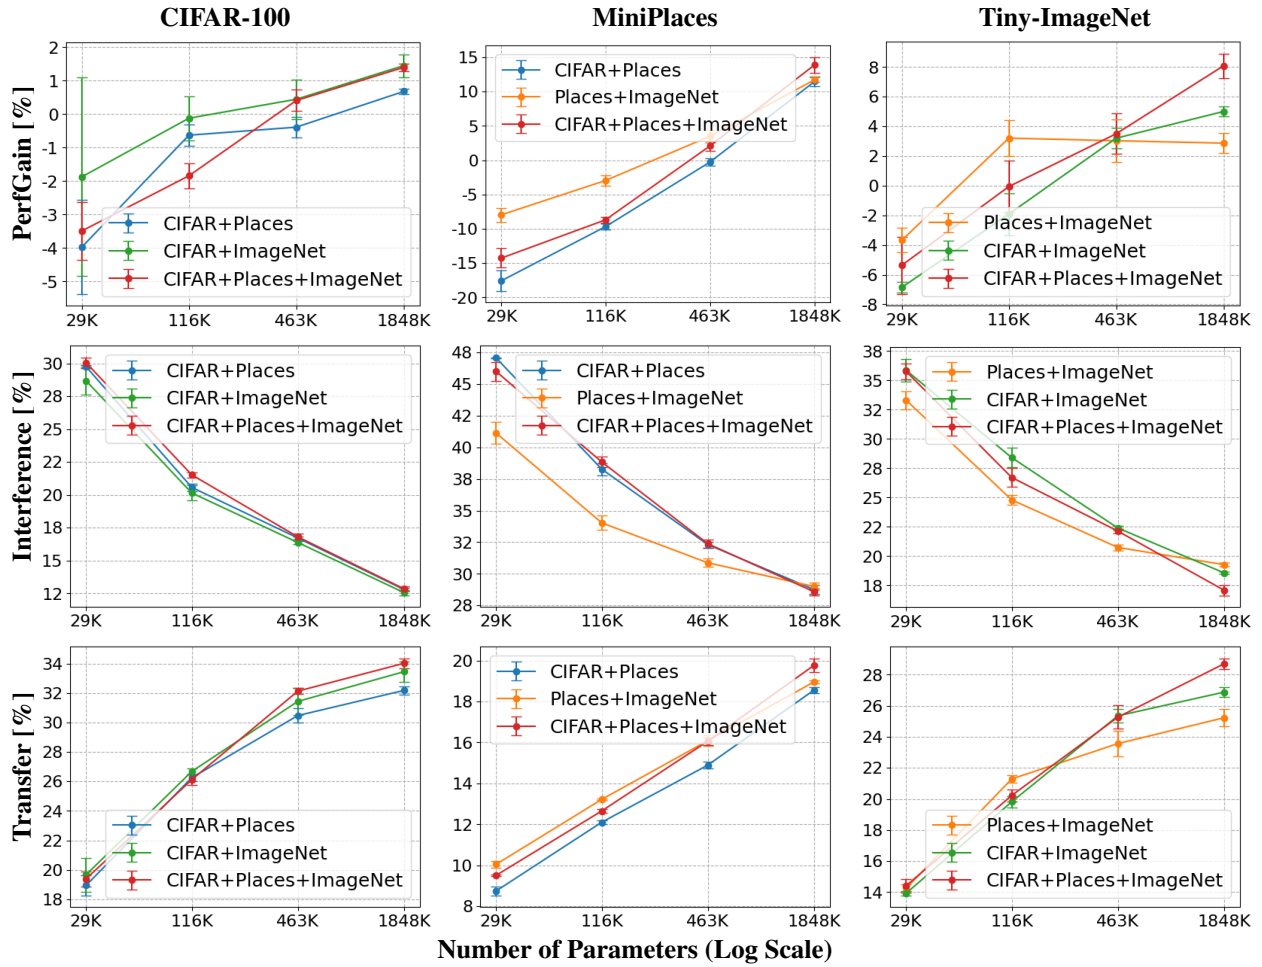 CIFAR-100
MiniPlaces
Tiny-ImageNet
PerfGain [%]
2
1
0
-1
-2
-3
-4
-5
CIFAR+Places
CIFAR+ImageNet
CIFAR+Places+ImageNet
29K 116K 463K 1848K
15
10
5
0
-5
-10
-15
-20
CIFAR+Places
Places+ImageNet
CIFAR+Places+ImageNet
29K 116K 463K 1848K
8
6
4
2
0
-2
-4
-6
-8
Places+ImageNet
CIFAR+ImageNet
CIFAR+Places+ImageNet
29K 116K 463K 1848K
Interference [%]
30
28
25
22
20
18
15
12
CIFAR+Places
CIFAR+ImageNet
CIFAR+Places+ImageNet
29K 116K 463K 1848K
48
45
42
40
38
35
32
30
28
CIFAR+Places
Places+ImageNet
CIFAR+Places+ImageNet
29K 116K 463K 1848K
38
35
32
30
28
25
22
20
18
Places+ImageNet
CIFAR+ImageNet
CIFAR+Places+ImageNet
29K 116K 463K 1848K
Transfer [%]
34
32
30
28
26
24
22
20
18
CIFAR+Places
CIFAR+ImageNet
CIFAR+Places+ImageNet
29K 116K 463K 1848K
20
18
16
14
12
10
8
CIFAR+Places
Places+ImageNet
CIFAR+Places+ImageNet
29K 116K 463K 1848K
28
26
24
22
20
18
16
14
Places+ImageNet
CIFAR+ImageNet
CIFAR+Places+ImageNet
29K 116K 463K 1848K
Number of Parameters (Log Scale)